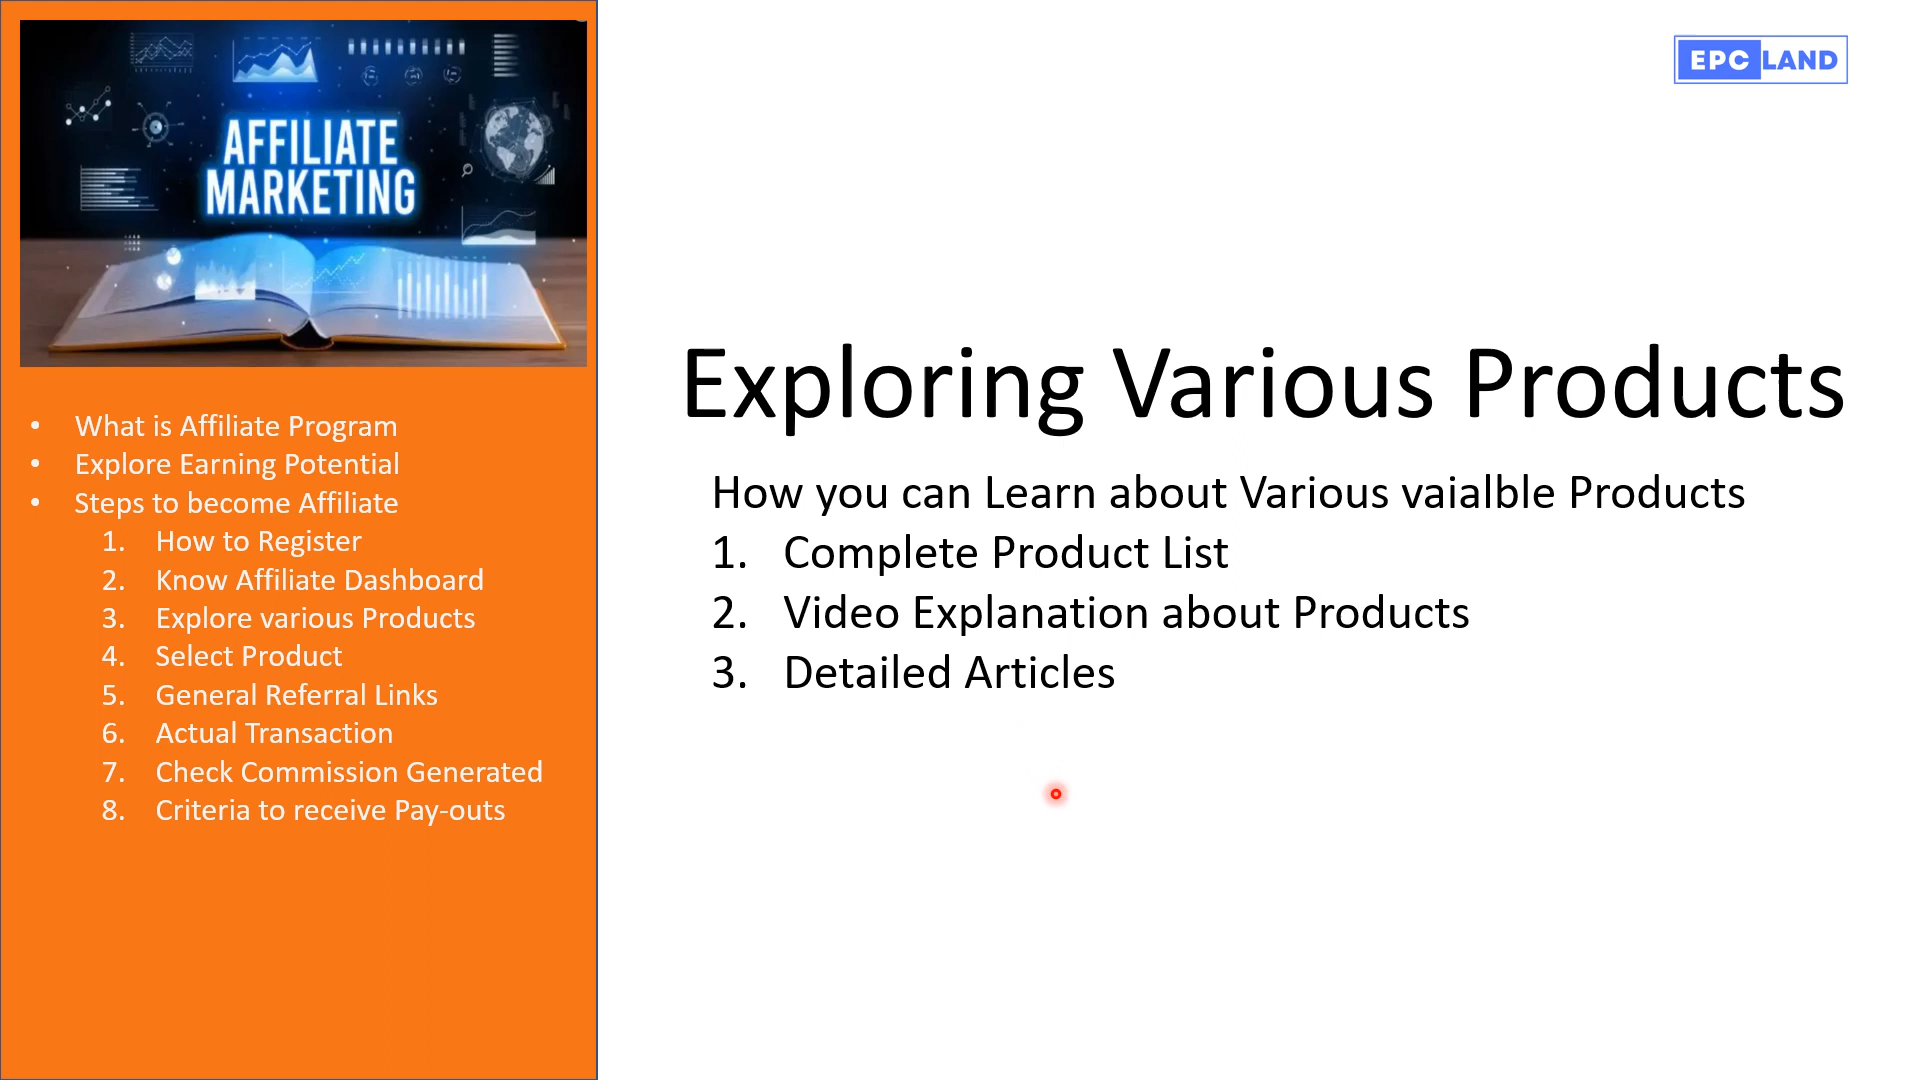 AFFILIATE
MARKETING
• What is Affiliate Program
• Explore Earning Potential
• Steps to become Affiliate
1. How to Register
2. Know Affiliate Dashboard
3. Explore various Products
4. Select Product
5. General Referral Links
6. Actual Transaction
7. Check Commission Generated
8. Criteria to receive Pay-outs
EPC LAND
Exploring Various Products
How you can Learn about Various vaialble Products
1. Complete Product List
2. Video Explanation about Products
3. Detailed Articles